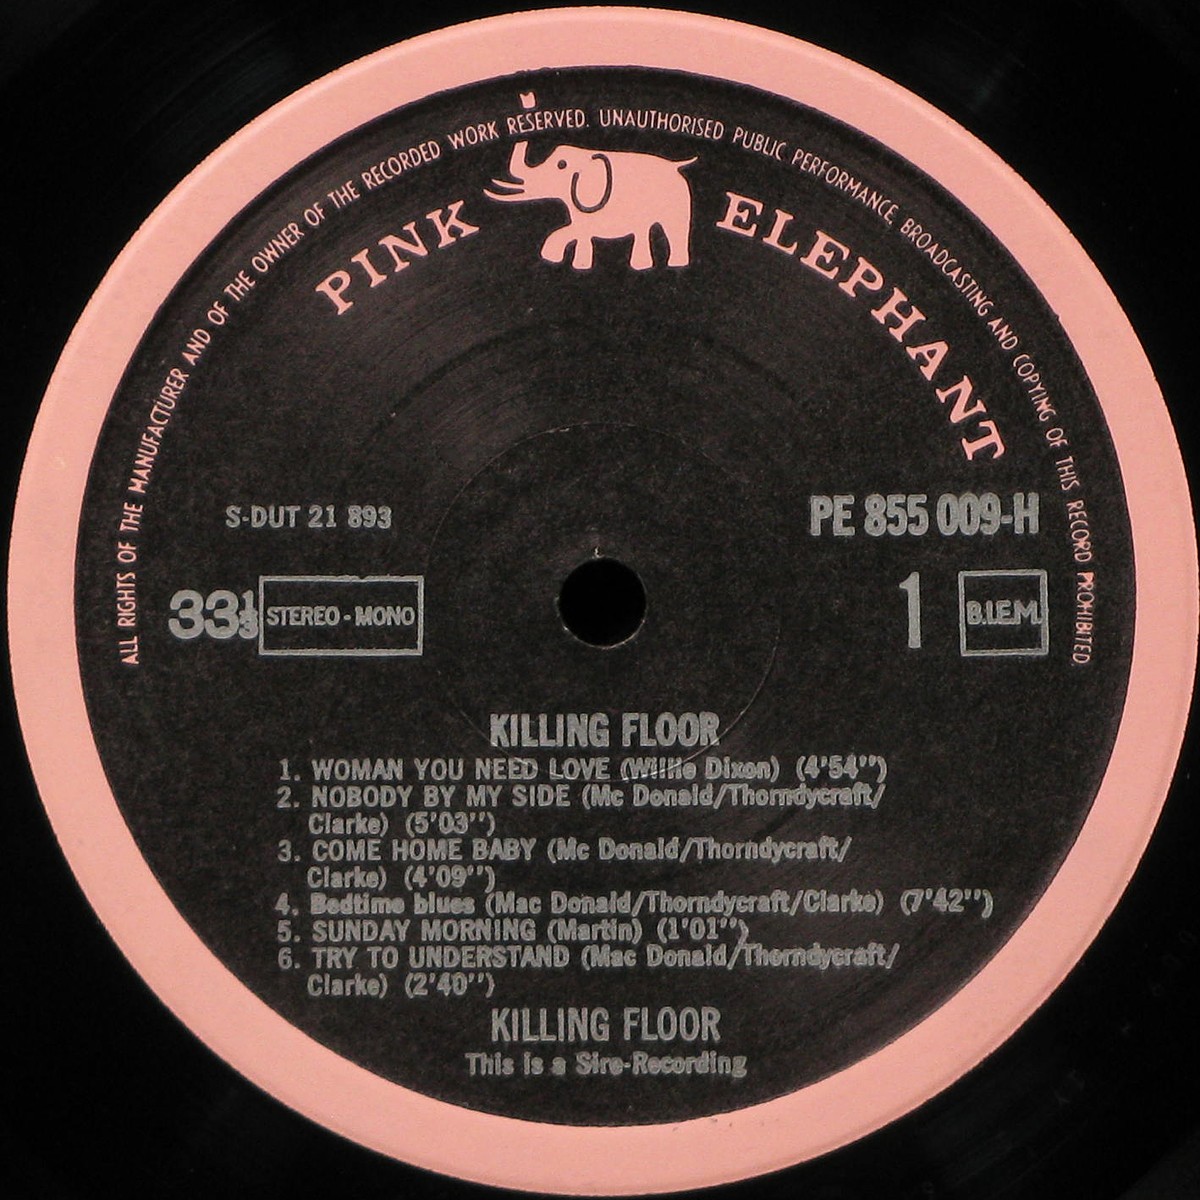 ALL RIGHTS OF THE MANUFACTURER AND OF THE OWNER OF THE RECORDED WORK RESERVED. UNAUTHORISED PUBLIC PERFORMANCE, BROADCASTING AND COPYING OF THIS RECORD PROHIBITED
PINK ELEPHANT
S-DUT 21 893
PE 855 009-H
33⅓ STEREO-MONO
1 B.I.E.M.
KILLING FLOOR
1. WOMAN YOU NEED LOVE (Willie Dixon) (4'54'')
2. NOBODY BY MY SIDE (Mc Donald/Thorndycraft/
Clarke) (5'03'')
3. COME HOME BABY (Mc Donald/Thorndycraft/
Clarke) (4'09'')
4. Bedtime blues (Mac Donald/Thorndycraft/Clarke) (7'42'')
5. SUNDAY MORNING (Martin) (1'01'')
6. TRY TO UNDERSTAND (Mac Donald/Thorndycraft/
Clarke) (2'40'')
KILLING FLOOR
This is a Sire-Recording